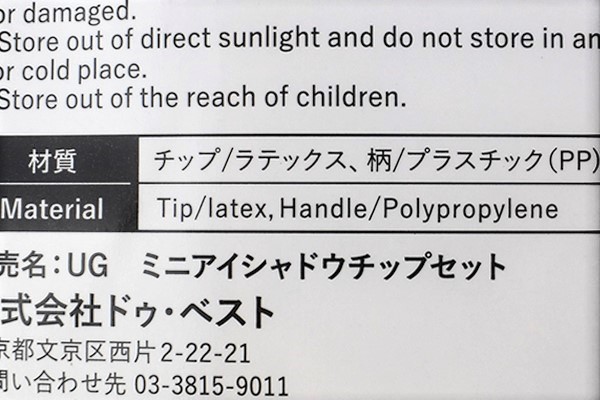 or damaged.
Store out of direct sunlight and do not store in an
or cold place.
Store out of the reach of children.
材質 チップ/ラテックス、柄/プラスチック(PP)
Material Tip/latex, Handle/Polypropylene
売名:UG ミニアイシャドウチップセット
式会社ドゥ・ベスト
京都文京区西片2-22-21
問い合わせ先 03-3815-9011